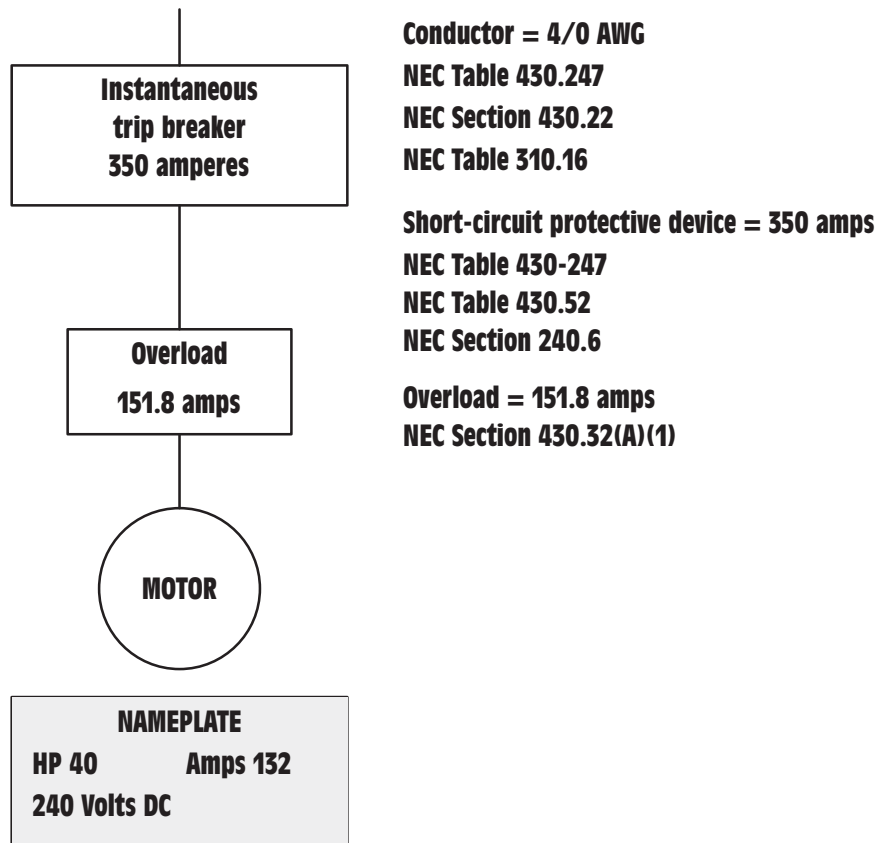 Instantaneous
trip breaker
350 amperes
Overload
151.8 amps
MOTOR
NAMEPLATE
HP 40 Amps 132
240 Volts DC
Conductor = 4/0 AWG
NEC Table 430.247
NEC Section 430.22
NEC Table 310.16
Short-circuit protective device = 350 amps
NEC Table 430-247
NEC Table 430.52
NEC Section 240.6
Overload = 151.8 amps
NEC Section 430.32(A)(1)